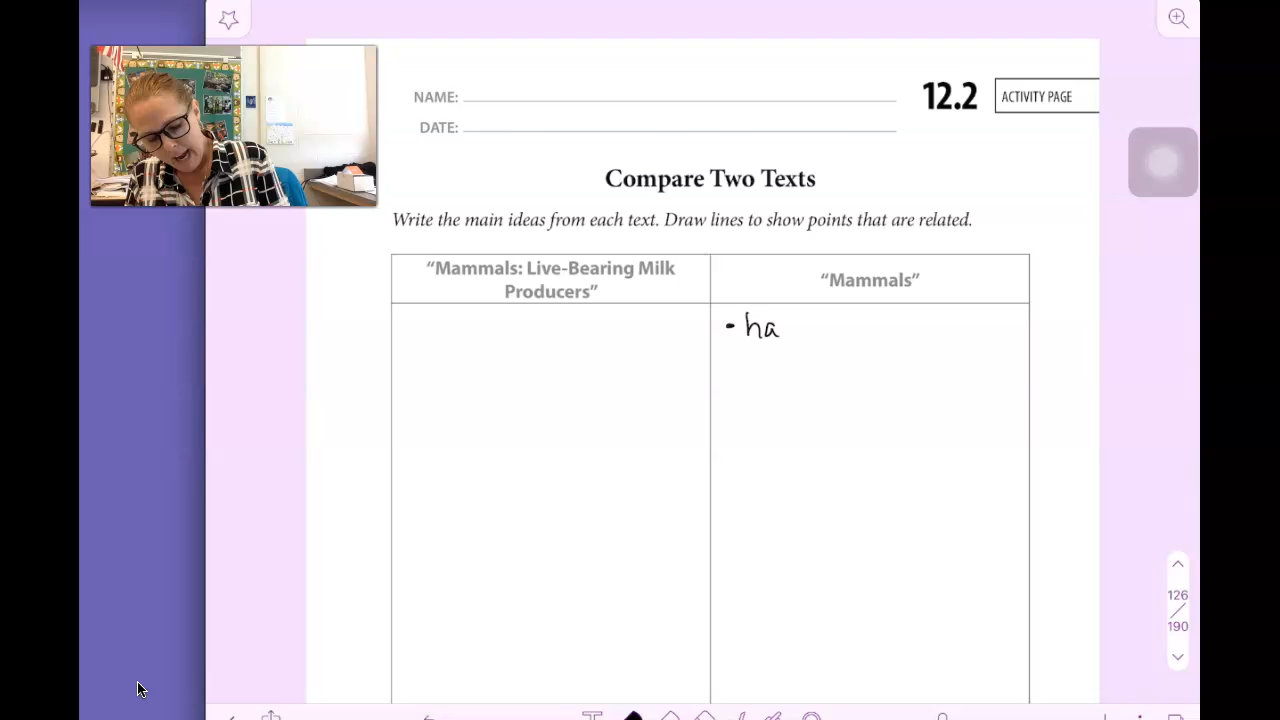 NAME:
12.2
ACTIVITY PAGE
DATE:
Compare Two Texts
Write the main ideas from each text. Draw lines to show points that are related.
“Mammals: Live-Bearing Milk
Producers”
“Mammals”
- ha
126
190